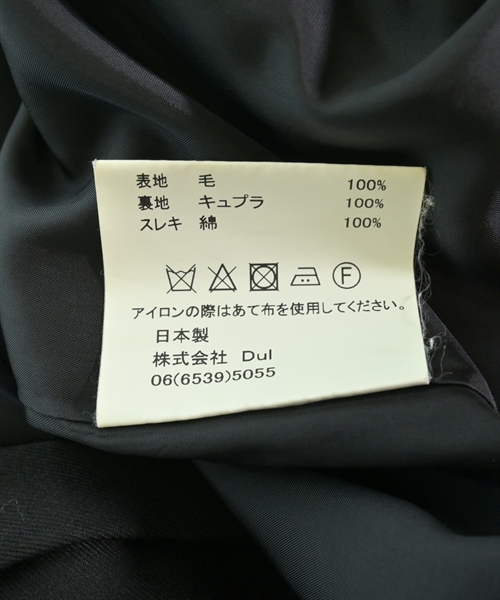 表地 毛 100%
裏地 キュプラ 100%
スレキ 綿 100%
F
アイロンの際はあて布を使用してください。
日本製
株式会社 Dul
06(6539)5055